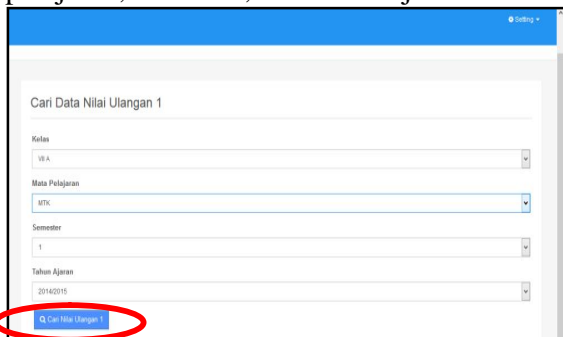 Setting
Cari Data Nilai Ulangan 1
Kelas
VII A
Mata Pelajaran
MTK
Semester
1
Tahun Ajaran
2014/2015
Cari Nilai Ulangan 1